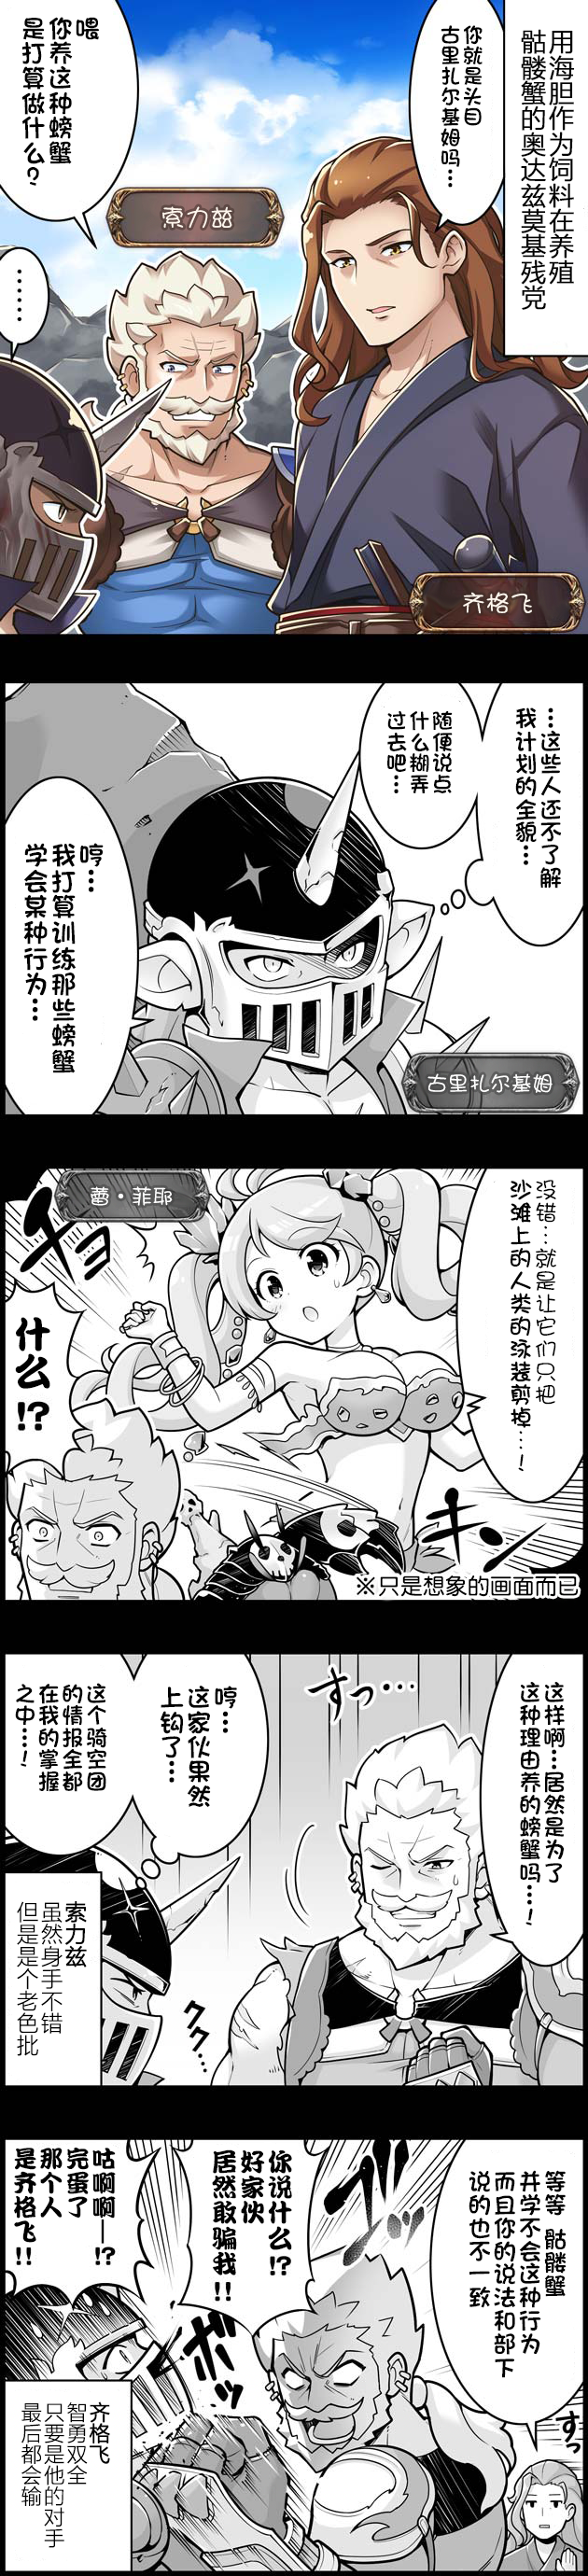 用海胆作为饲料在养殖
骷髅蟹的奥达兹莫基残党
你就是头目
古里扎尔基姆吗…
喂
你养这种螃蟹
是打算做什么?
索力兹
……
齐格飞
…这些人还不了解
我计划的全貌…
随便说点
什么糊弄
过去吧…
哼…
我打算训练那些螃蟹
学会某种行为…
古里扎尔基姆
没错…就是让它们只把
沙滩上的人类的泳装剪掉…!
蕾·菲耶
チョ
什么!?
キン
※只是想象的画面而已
这样啊…居然是为了
这种理由养的螃蟹吗…!
すっ…
哼…
这家伙果然
上钩了…
这个骑空团
的情报全都
在我的掌握
之中…!
索力兹
虽然身手不错
但是是个老色批
クク…
等等 骷髅蟹
并学不会这种行为
而且你的说法和部下
说的也不一致
你说什么!?
好家伙
居然敢骗我!!
咕啊啊—!?
完蛋了
那个人
是齐格飞!!
すっ
齐格飞
智勇双全
只要是他的对手
最后都会输